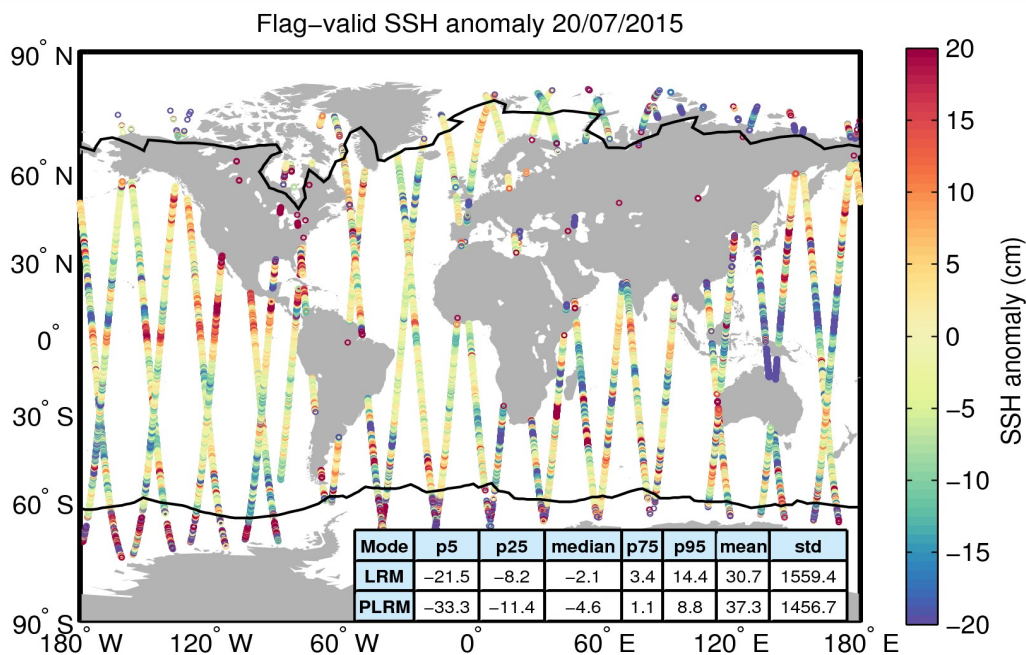 Flag−valid SSH anomaly 20/07/2015
90° N
60° N
30° N
0°
30° S
60° S
90° S
180° W
120° W
60° W
0°
60° E
120° E
180° E
Mode p5 p25 median p75 p95 mean std
LRM −21.5 −8.2 −2.1 3.4 14.4 30.7 1559.4
PLRM −33.3 −11.4 −4.6 1.1 8.8 37.3 1456.7
20
15
10
5
0
−5
−10
−15
−20
SSH anomaly (cm)